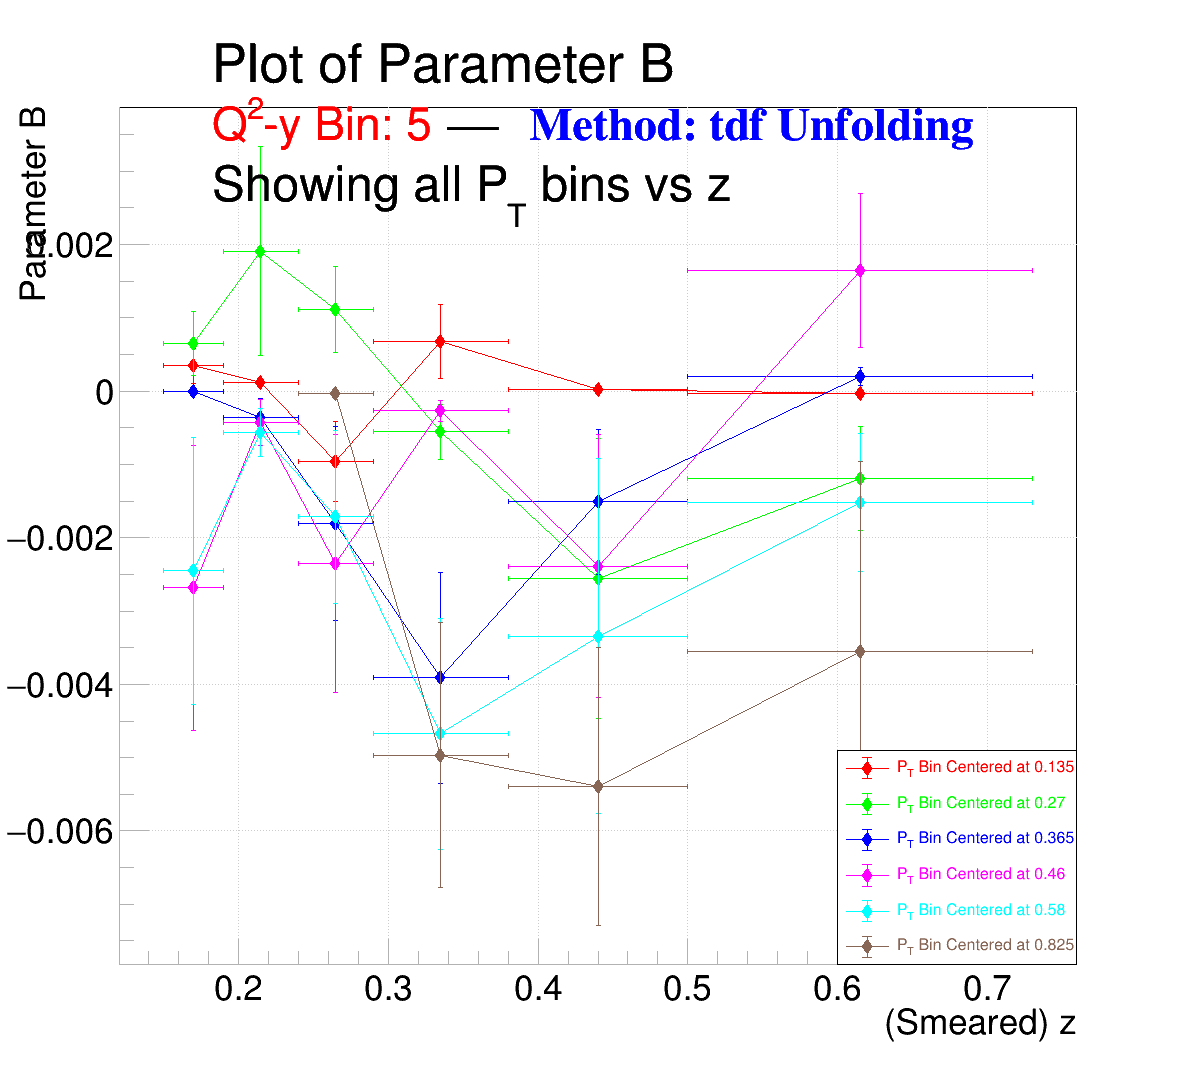 Plot of Parameter B
Q2-y Bin: 5 — Method: tdf Unfolding
Showing all PT bins vs z
Parameter B
0.002
0
−0.002
−0.004
−0.006
0.2 0.3 0.4 0.5 0.6 0.7
(Smeared) z
PT Bin Centered at 0.135
PT Bin Centered at 0.27
PT Bin Centered at 0.365
PT Bin Centered at 0.46
PT Bin Centered at 0.58
PT Bin Centered at 0.825